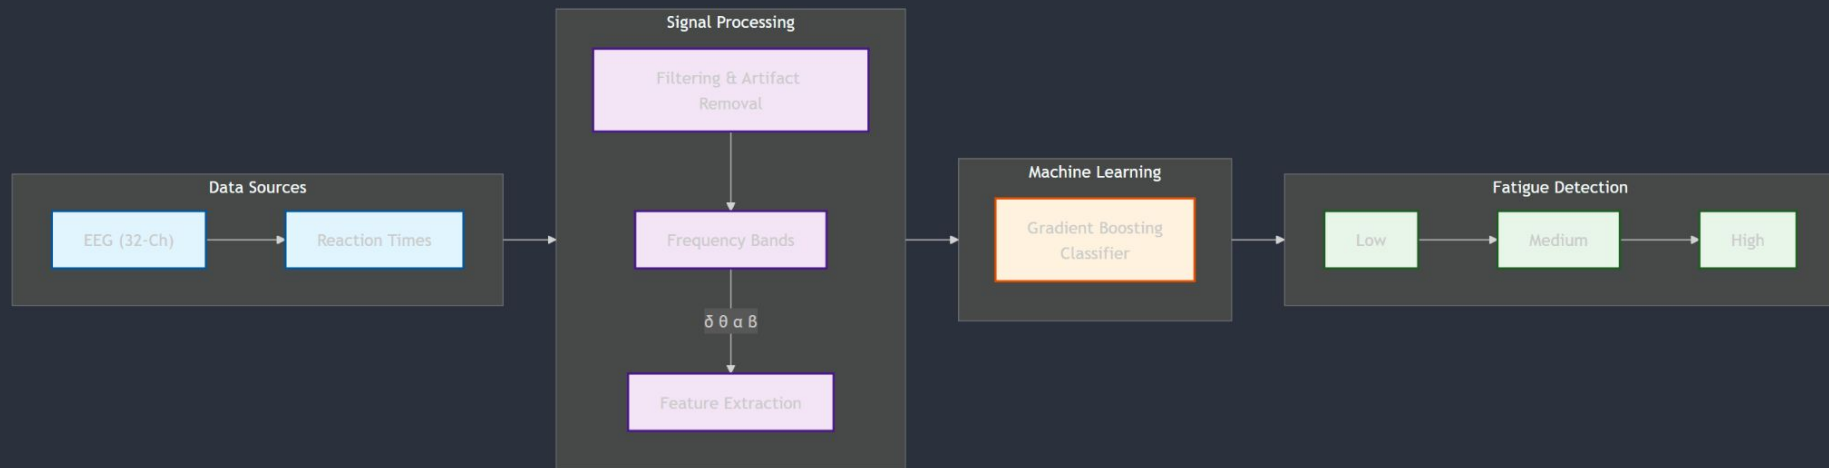 Data Sources
EEG (32-Ch)
Reaction Times
Signal Processing
Filtering & Artifact
Removal
Frequency Bands
δ θ α β
Feature Extraction
Machine Learning
Gradient Boosting
Classifier
Fatigue Detection
Low
Medium
High